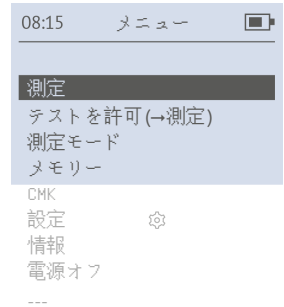 08:15 メニュー
測定
テストを許可(→測定)
測定モード
メモリー
CMK
設定
情報
電源オフ
---